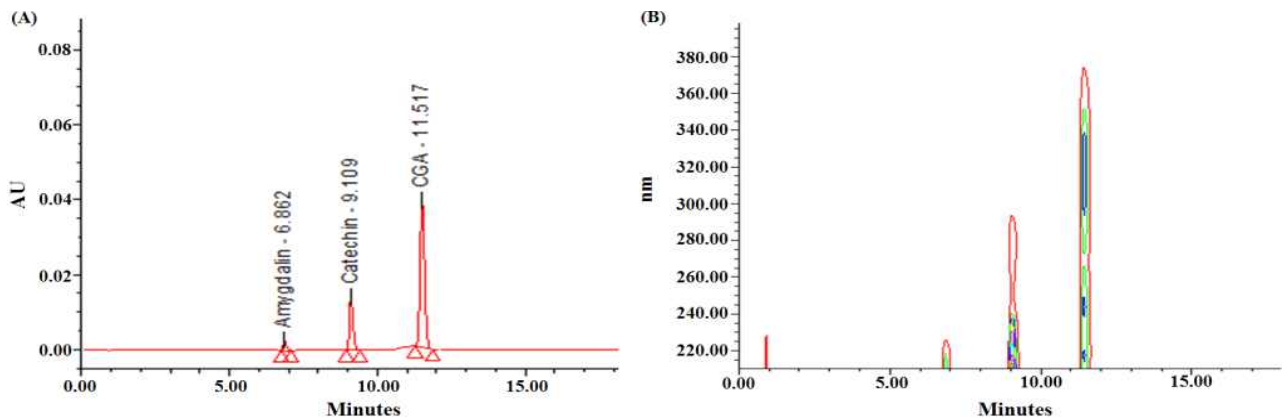 (A)
0.08
0.06
0.04
0.02
0.00
AU
Amygdalin - 6.862
Catechin - 9.109
CGA - 11.517
0.00 5.00 10.00 15.00
Minutes
(B)
380.00
360.00
340.00
320.00
300.00
280.00
260.00
240.00
220.00
nm
0.00 5.00 10.00 15.00
Minutes